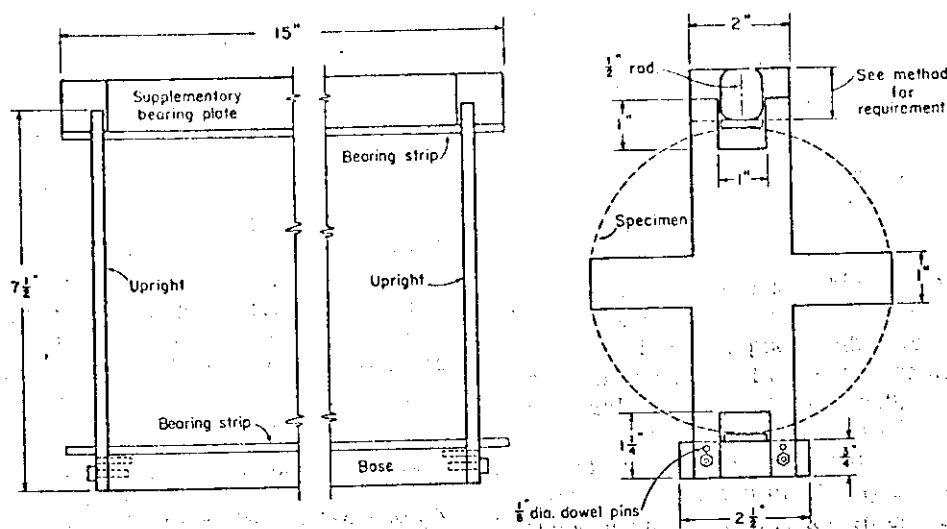 15"
Supplementary
bearing plate
Bearing strip
7 1/2"
Upright
Upright
Bearing strip
Base
2"
1/2" rod
See method
for
requirement
1"
1"
Specimen
1"
1 1/4"
3/4"
1/8" dia. dowel pins
2 1/2"